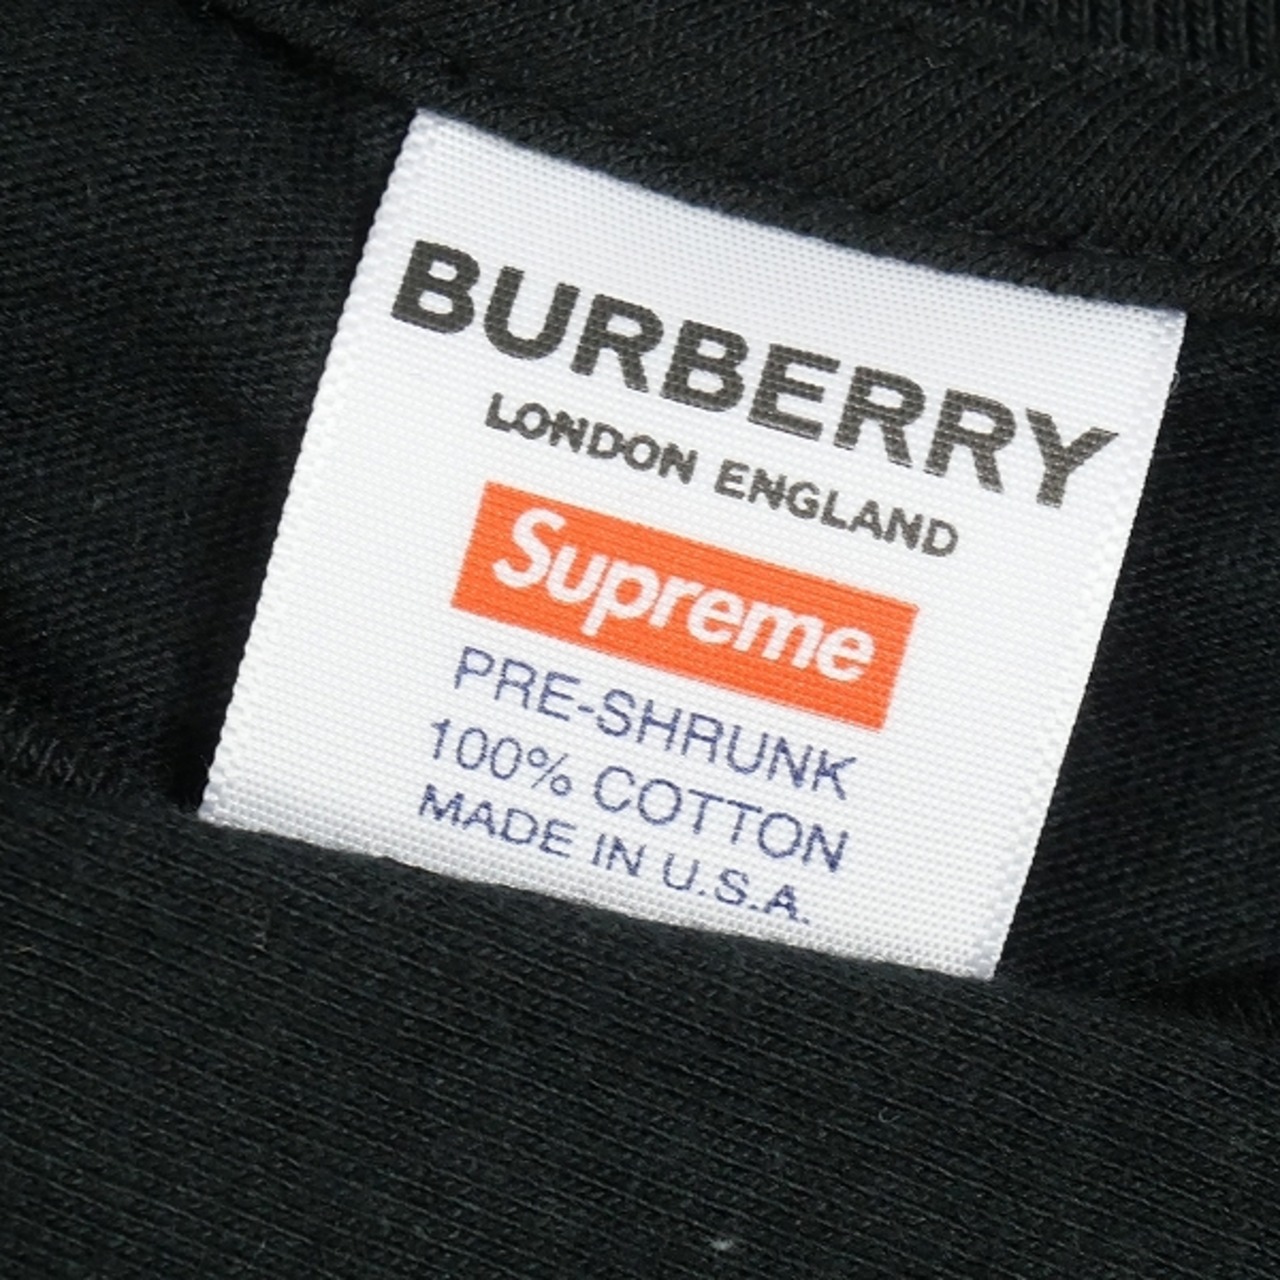 BURBERRY
LONDON ENGLAND
Supreme
PRE-SHRUNK
100% COTTON
MADE IN U.S.A.